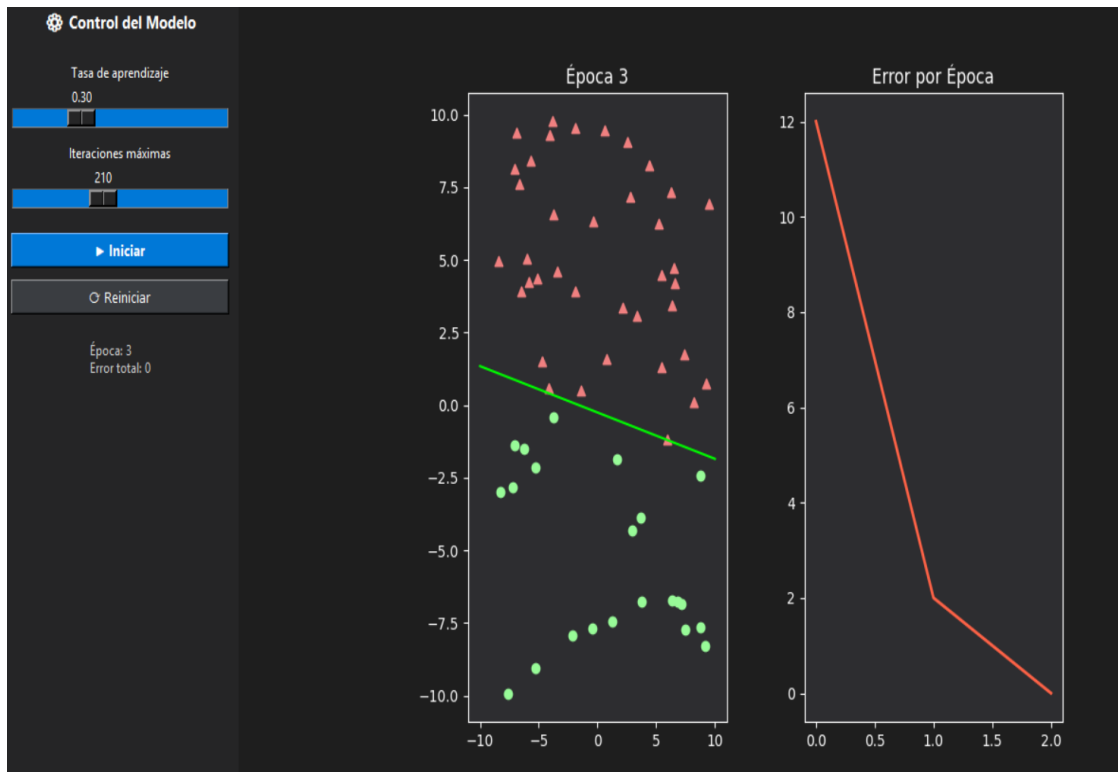 Control del Modelo
Tasa de aprendizaje
0.30
Iteraciones máximas
210
Iniciar
Reiniciar
Época: 3
Error total: 0
Época 3
10.0
7.5
5.0
2.5
0.0
−2.5
−5.0
−7.5
−10.0
−10 −5 0 5 10
Error por Época
12
10
8
6
4
2
0
0.0 0.5 1.0 1.5 2.0